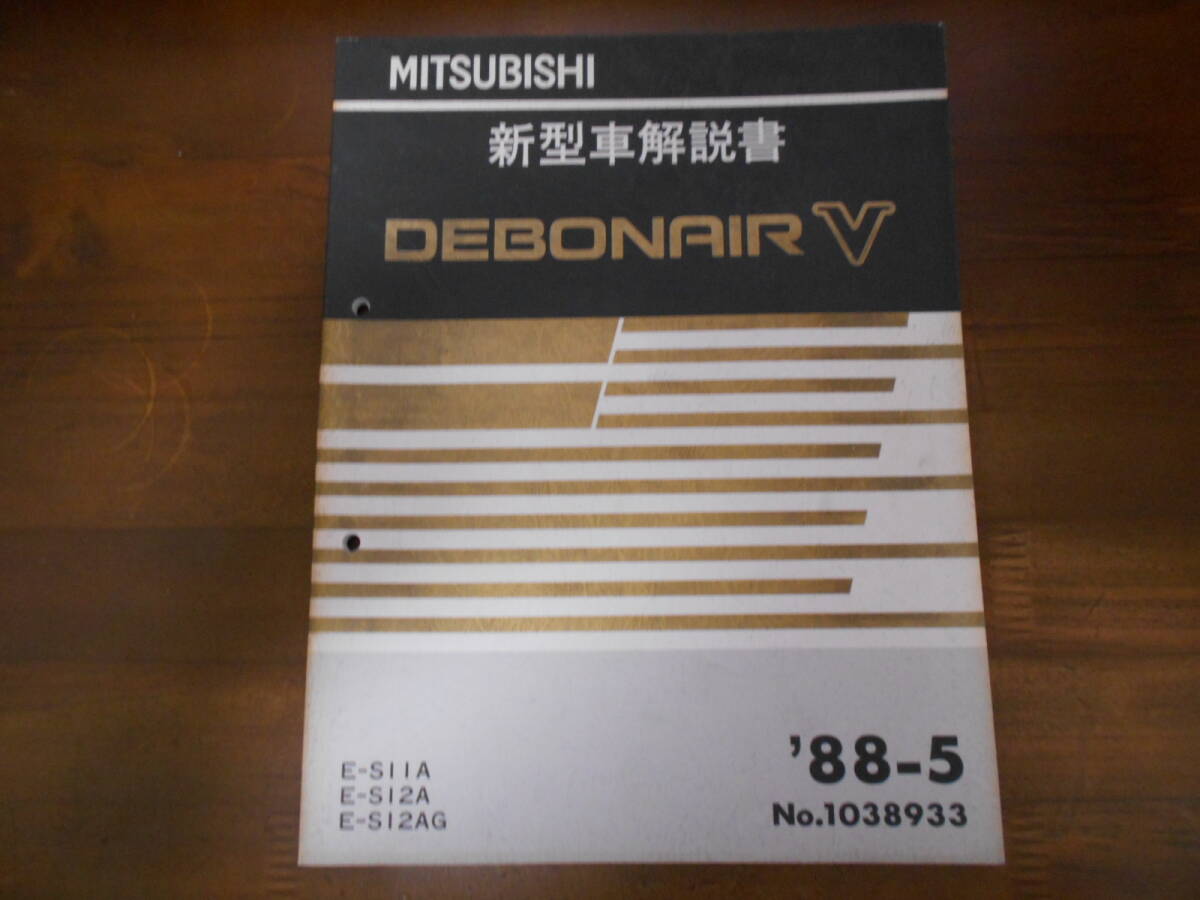 MITSUBISHI
新型車解説書
DEBONAIR V
E-S11A
E-S12A
E-S12AG
'88-5
No.1038933